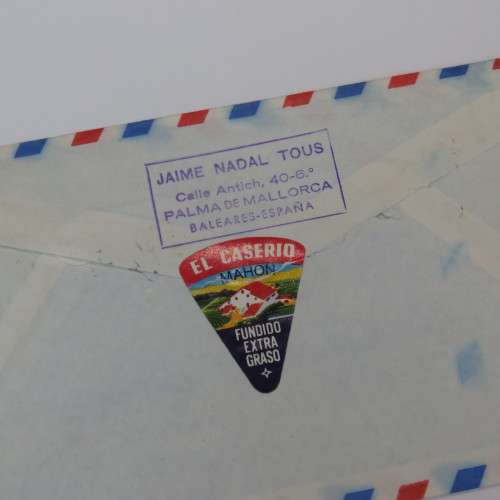 JAIME NADAL TOUS
Calle Antich, 40-6.º
PALMA DE MALLORCA
BALEARES-ESPAÑA
EL CASERIO
MAHON
FUNDIDO
EXTRA
GRASO